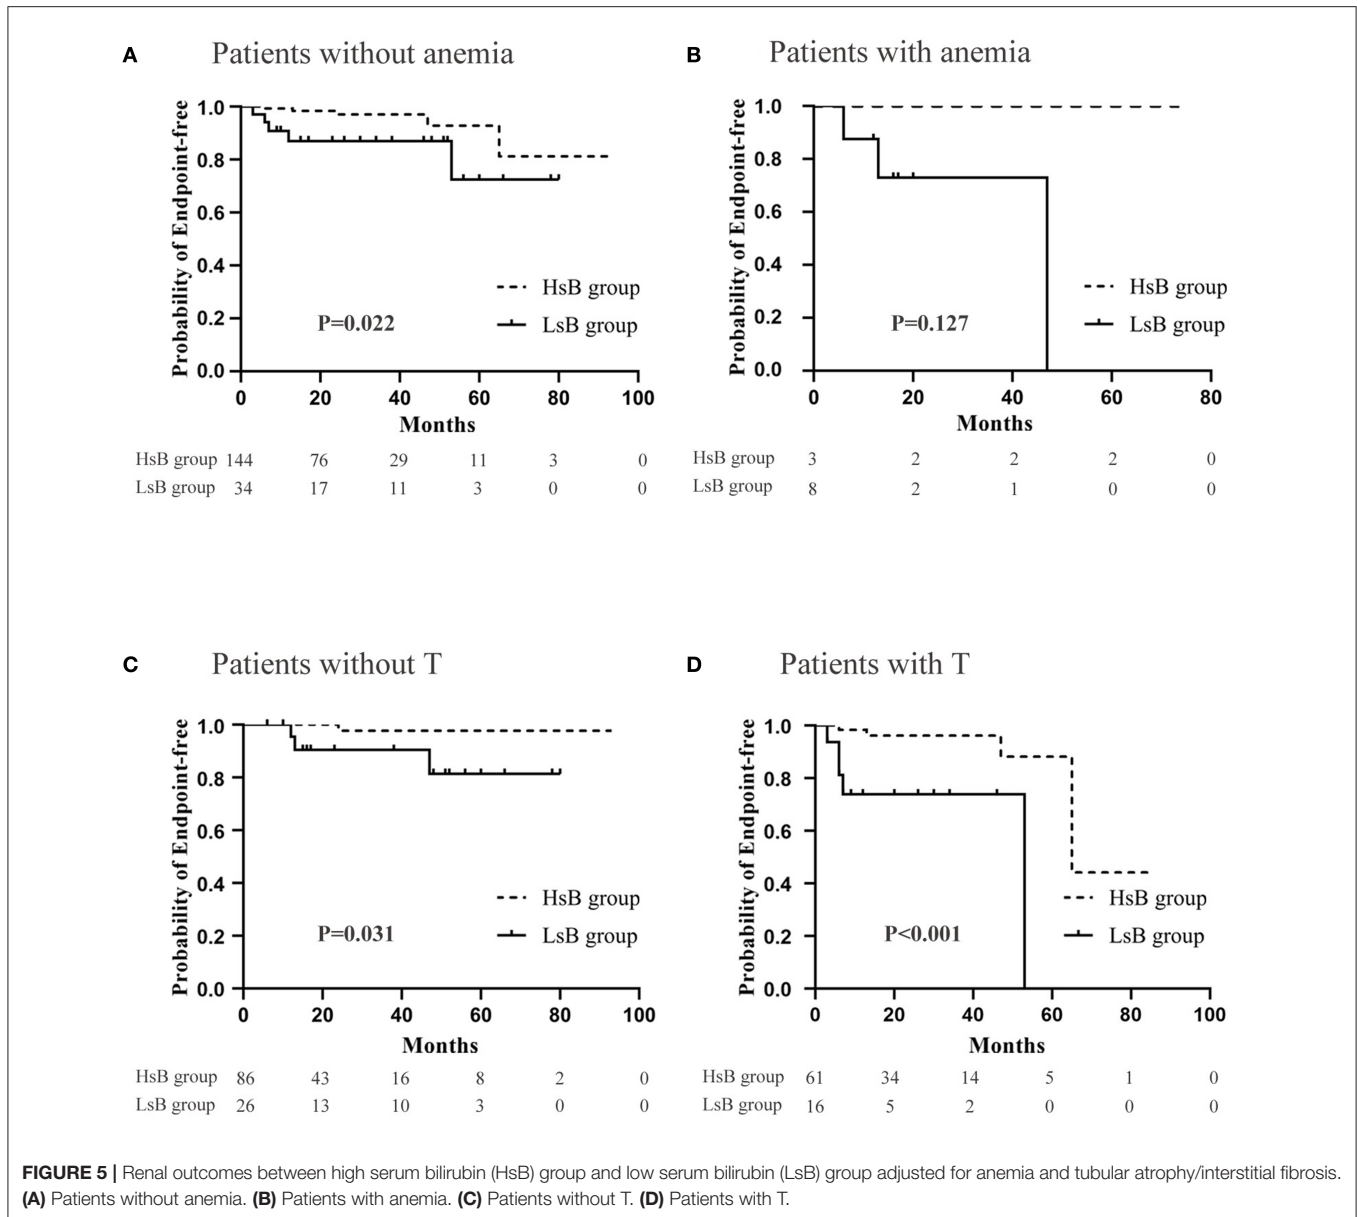 A Patients without anemia
Probability of Endpoint-free
1.0
0.8
0.6
0.4
0.2
0.0
HsB group
LsB group
P=0.022
0 20 40 60 80 100
Months
HsB group 144 76 29 11 3 0
LsB group 34 17 11 3 0 0
B Patients with anemia
Probability of Endpoint-free
1.0
0.8
0.6
0.4
0.2
0.0
HsB group
LsB group
P=0.127
0 20 40 60 80
Months
HsB group 3 2 2 2 0
LsB group 8 2 1 0 0
C Patients without T
Probability of Endpoint-free
1.0
0.8
0.6
0.4
0.2
0.0
HsB group
LsB group
P=0.031
0 20 40 60 80 100
Months
HsB group 86 43 16 8 2 0
LsB group 26 13 10 3 0 0
D Patients with T
Probability of Endpoint-free
1.0
0.8
0.6
0.4
0.2
0.0
HsB group
LsB group
P<0.001
0 20 40 60 80 100
Months
HsB group 61 34 14 5 1 0
LsB group 16 5 2 0 0 0
FIGURE 5 | Renal outcomes between high serum bilirubin (HsB) group and low serum bilirubin (LsB) group adjusted for anemia and tubular atrophy/interstitial fibrosis.
(A) Patients without anemia. (B) Patients with anemia. (C) Patients without T. (D) Patients with T.